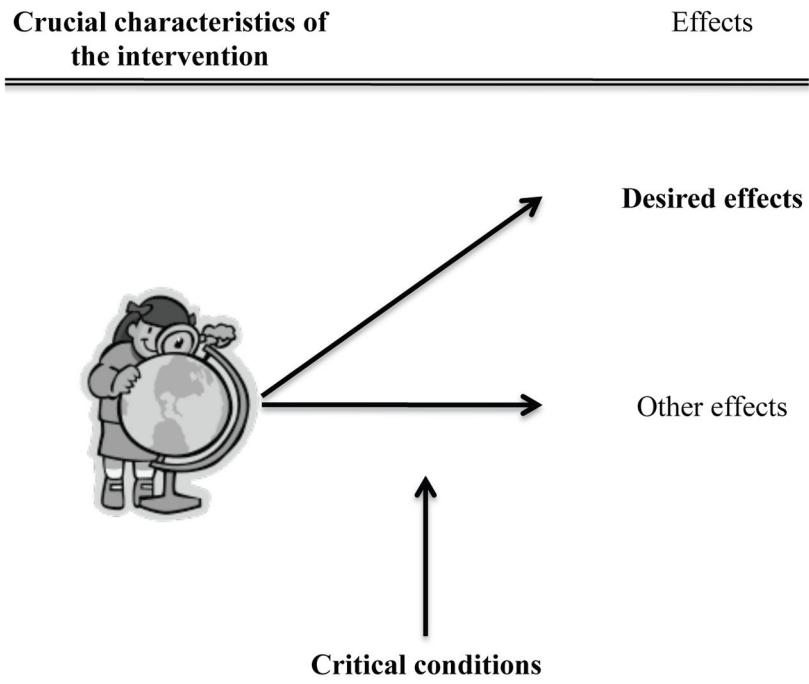 Crucial characteristics of
the intervention
Effects
Desired effects
Other effects
Critical conditions